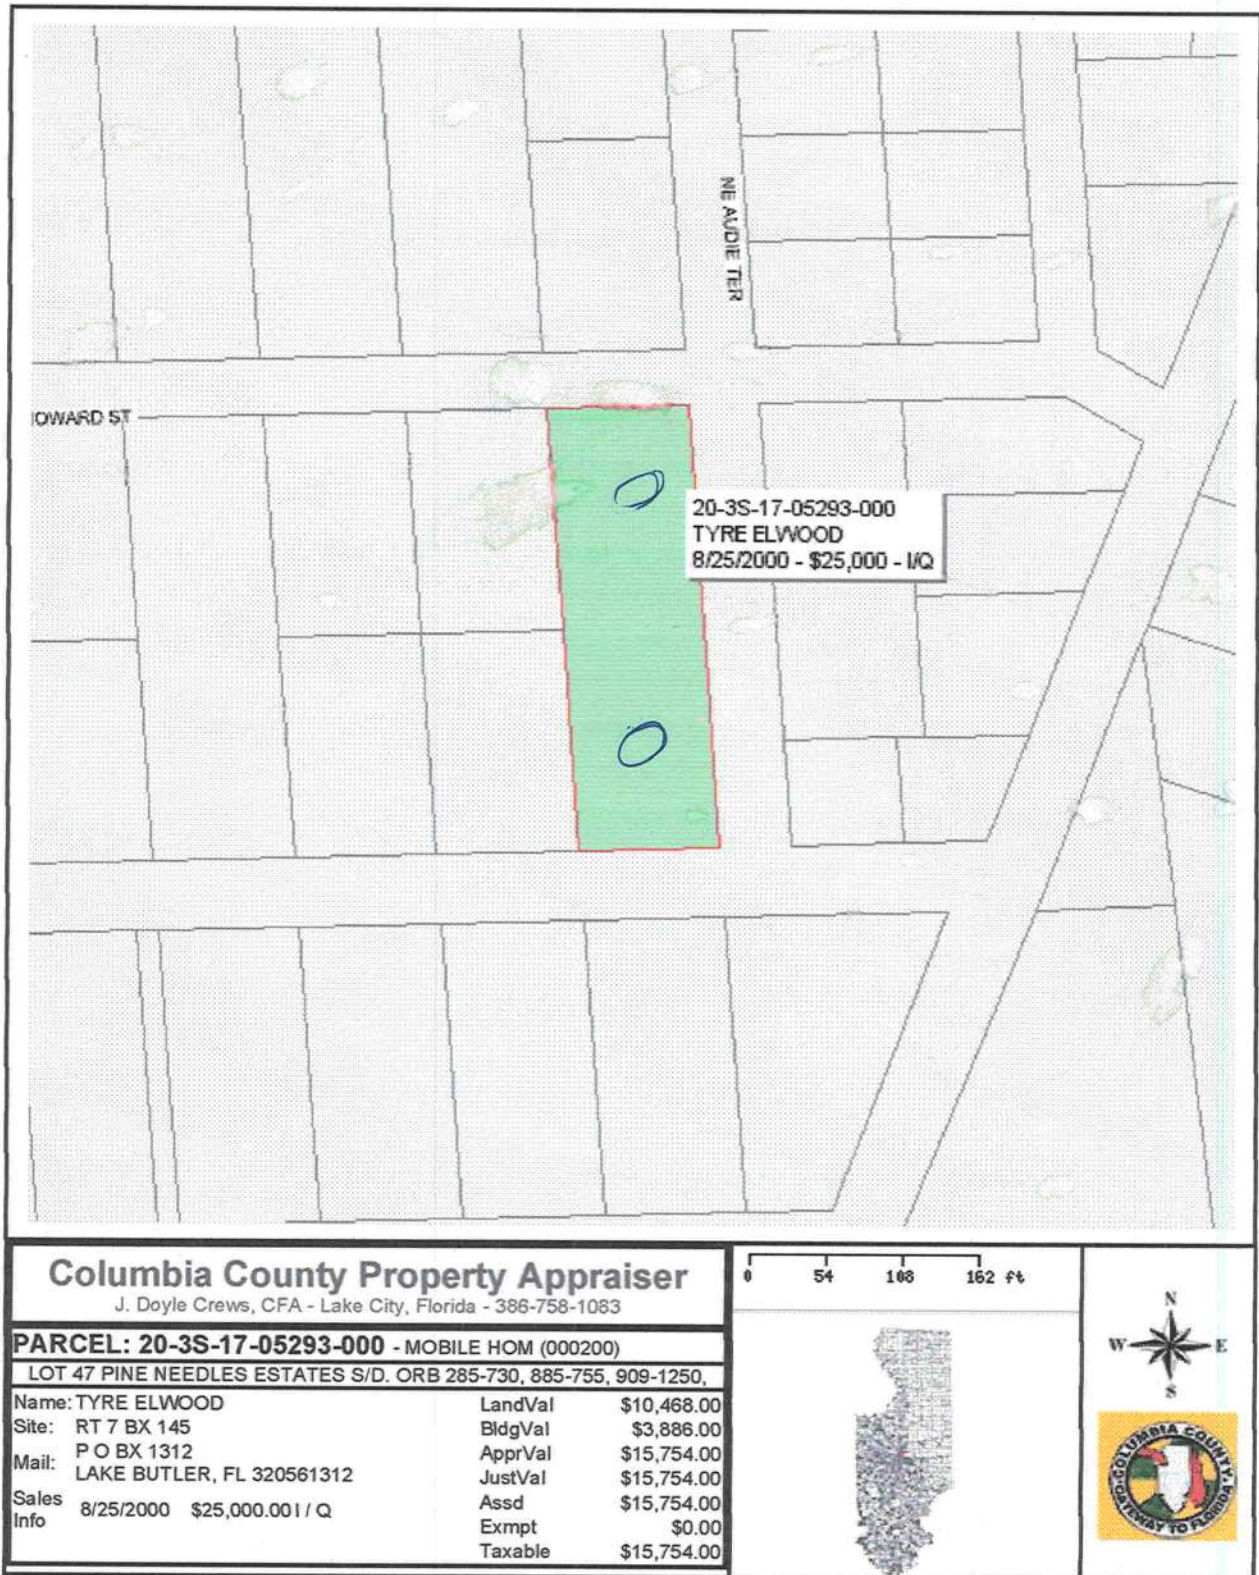 NE AUDIE TER
OWARD ST
20-3S-17-05293-000
TYRE ELWOOD
8/25/2000 - $25,000 - I/Q
Columbia County Property Appraiser
J. Doyle Crews, CFA - Lake City, Florida - 386-758-1083
PARCEL: 20-3S-17-05293-000 - MOBILE HOM (000200)
LOT 47 PINE NEEDLES ESTATES S/D. ORB 285-730, 885-755, 909-1250,
Name: TYRE ELWOOD
Site: RT 7 BX 145
Mail: P O BX 1312
LAKE BUTLER, FL 320561312
Sales Info 8/25/2000 $25,000.00 I / Q
LandVal $10,468.00
BldgVal $3,886.00
ApprVal $15,754.00
JustVal $15,754.00
Assd $15,754.00
Exmpt $0.00
Taxable $15,754.00
0 54 108 162 ft
N
W E
S
COLUMBIA COUNTY
GATEWAY TO FLORIDA